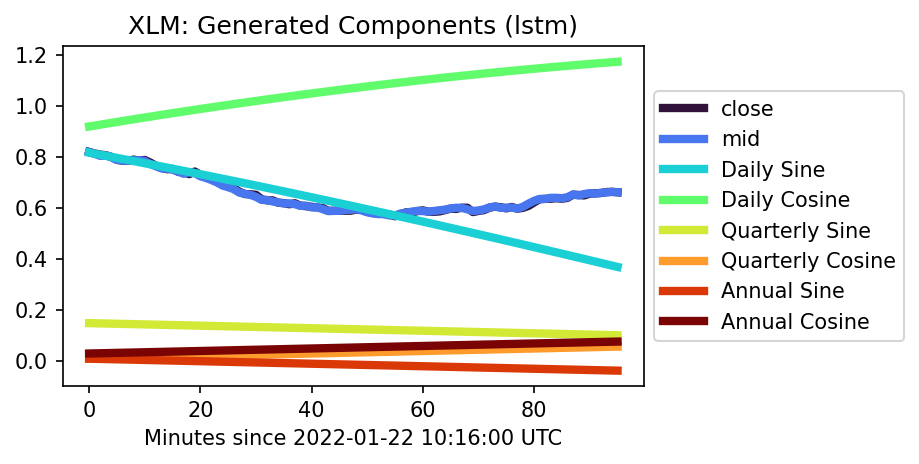 XLM: Generated Components (lstm)
1.2
1.0
0.8
0.6
0.4
0.2
0.0
0 20 40 60 80
Minutes since 2022-01-22 10:16:00 UTC
close
mid
Daily Sine
Daily Cosine
Quarterly Sine
Quarterly Cosine
Annual Sine
Annual Cosine